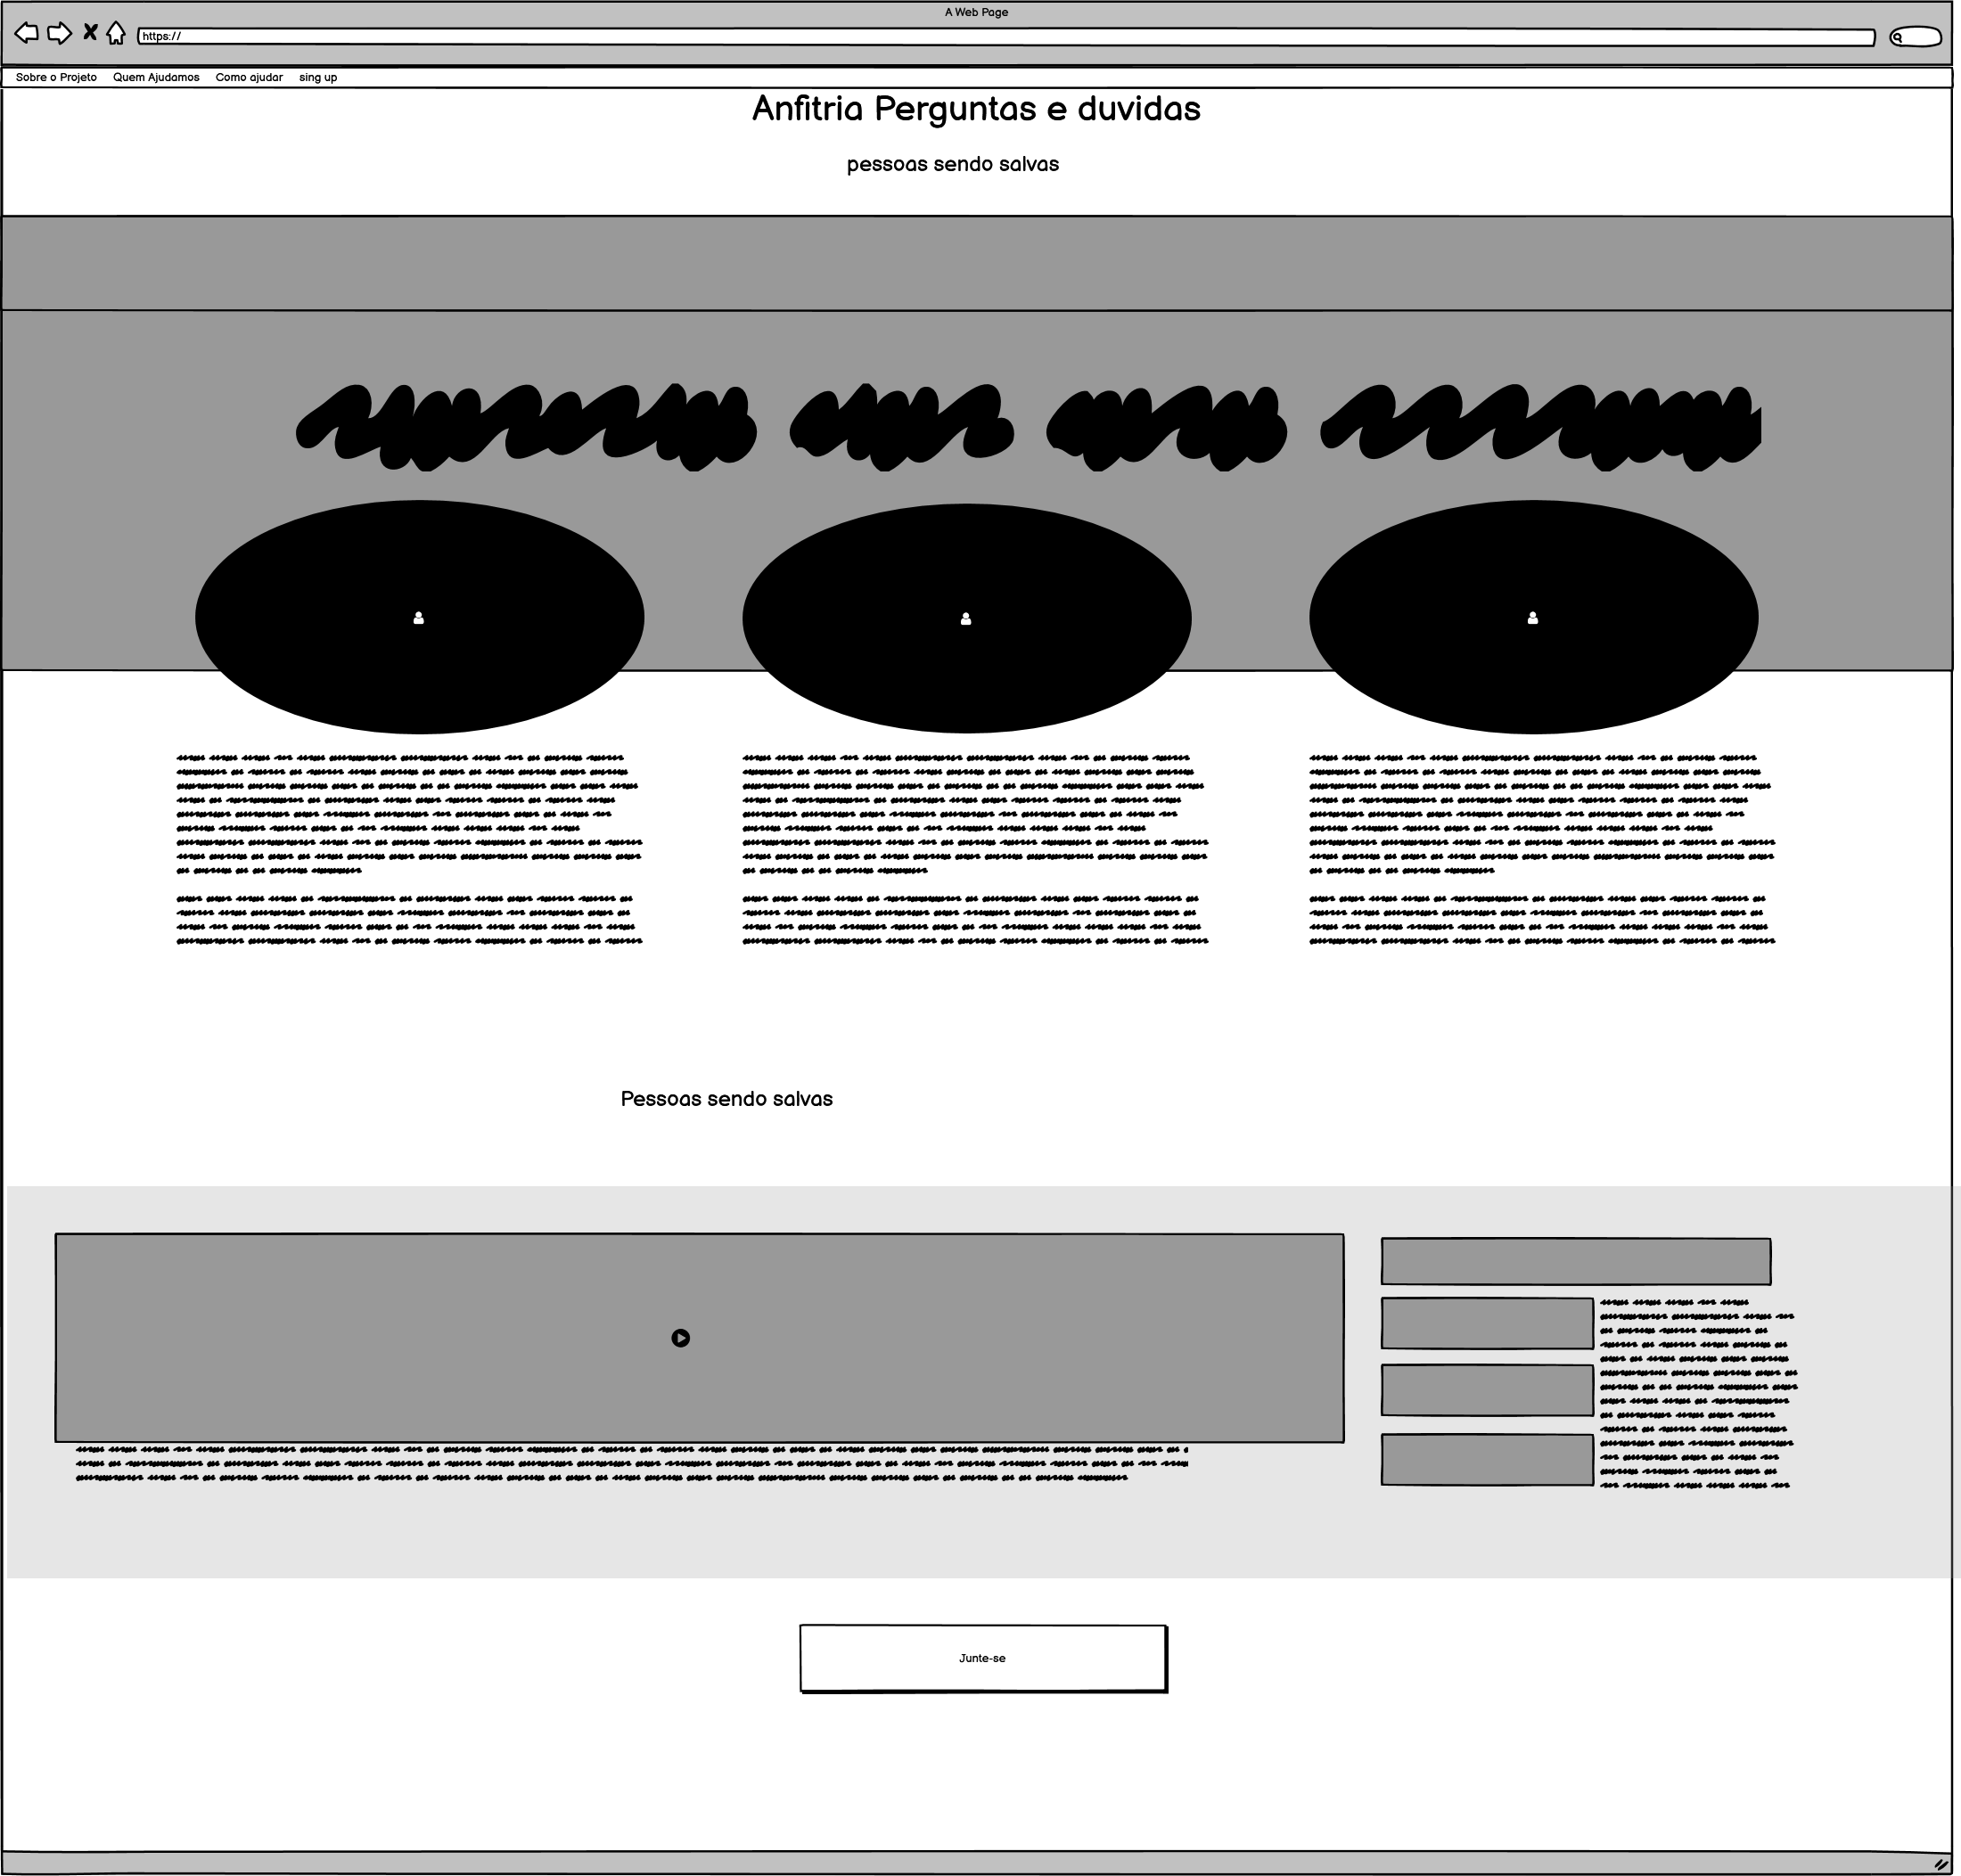 A Web Page
https://
Sobre o Projeto Quem Ajudamos Como ajudar sing up
Anfitria Perguntas e duvidas
pessoas sendo salvas
Pessoas sendo salvas
Junte-se